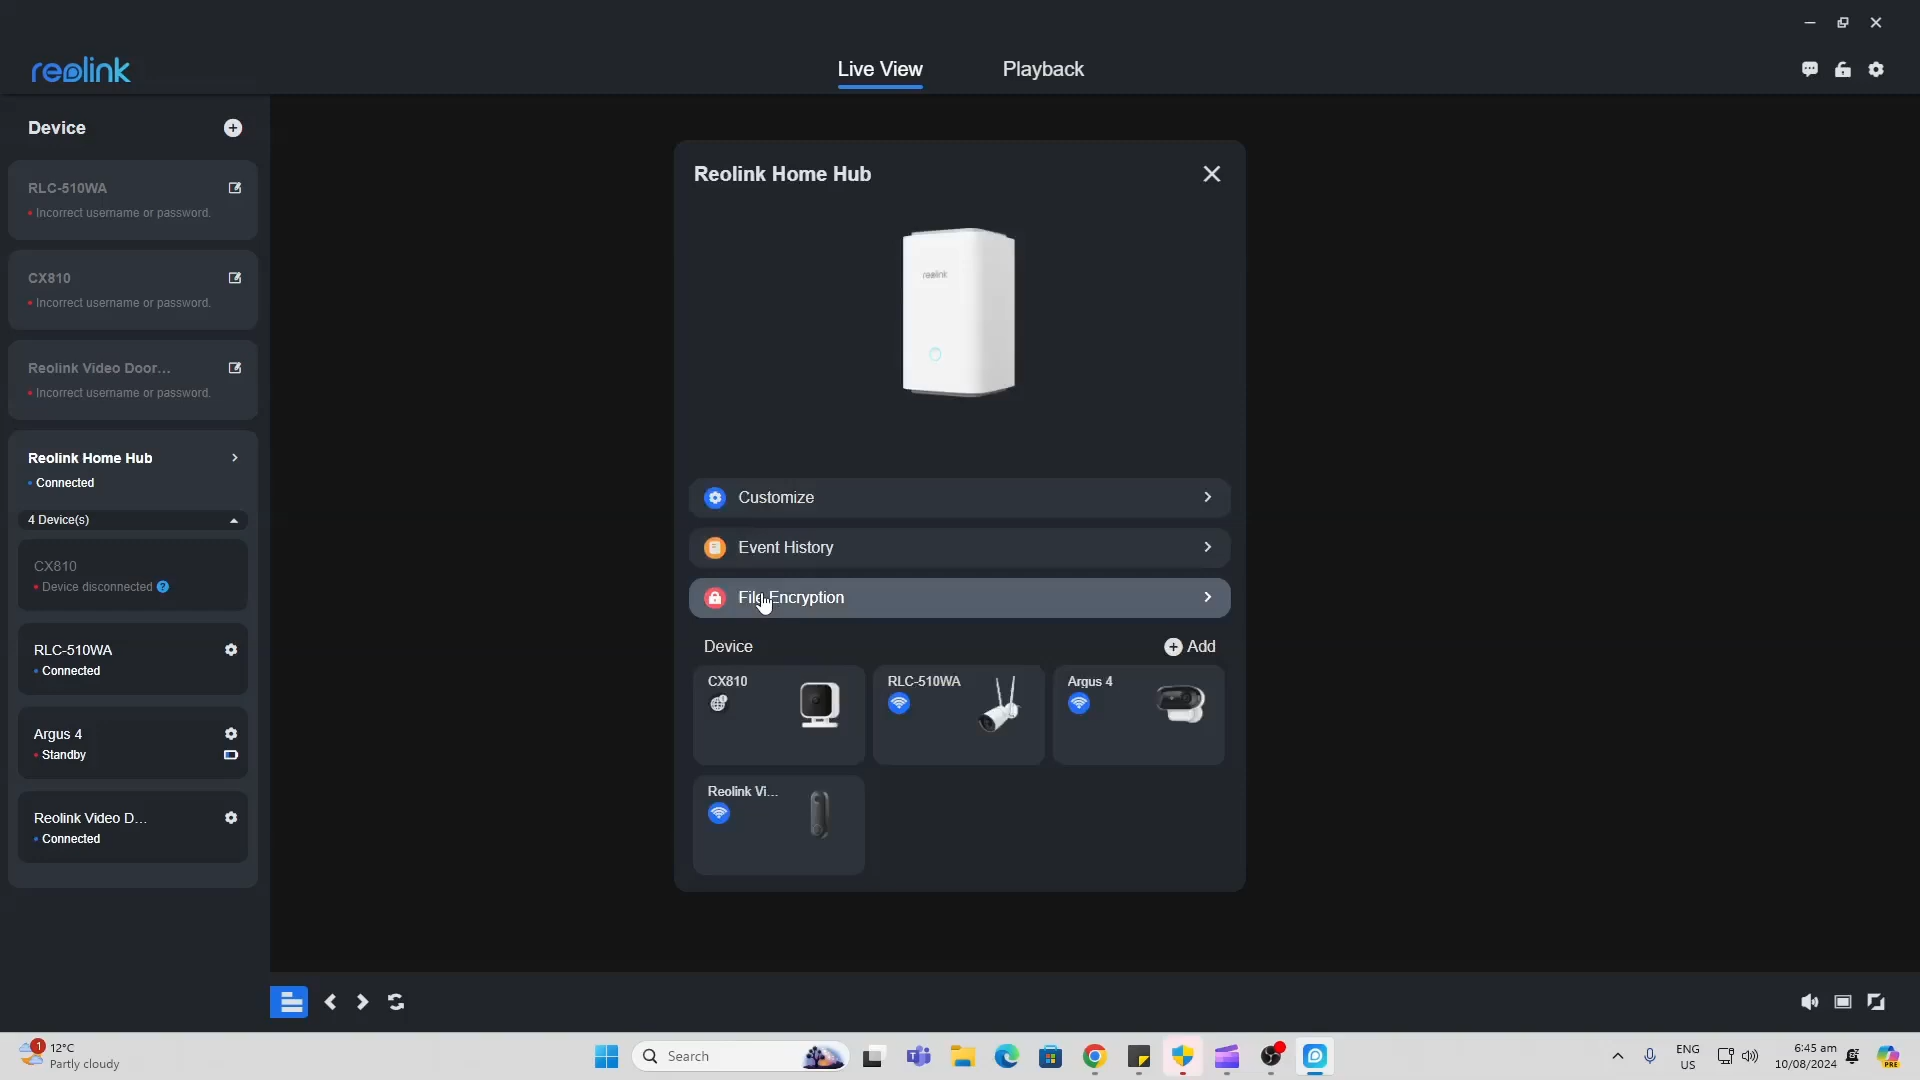 reolink
Live View
Playback
Device
RLC-510WA
Incorrect username or password.
CX810
Incorrect username or password.
Reolink Video Door...
Incorrect username or password.
Reolink Home Hub
Connected
4 Device(s)
CX810
Device disconnected
RLC-510WA
Connected
Argus 4
Standby
Reolink Video D...
Connected
Reolink Home Hub
reolink
Customize
Event History
File Encryption
Device
Add
CX810
RLC-510WA
Argus 4
Reolink Vi...
1
12°C
Partly cloudy
Search
ENG
US
6:45 am
10/08/2024
PRE